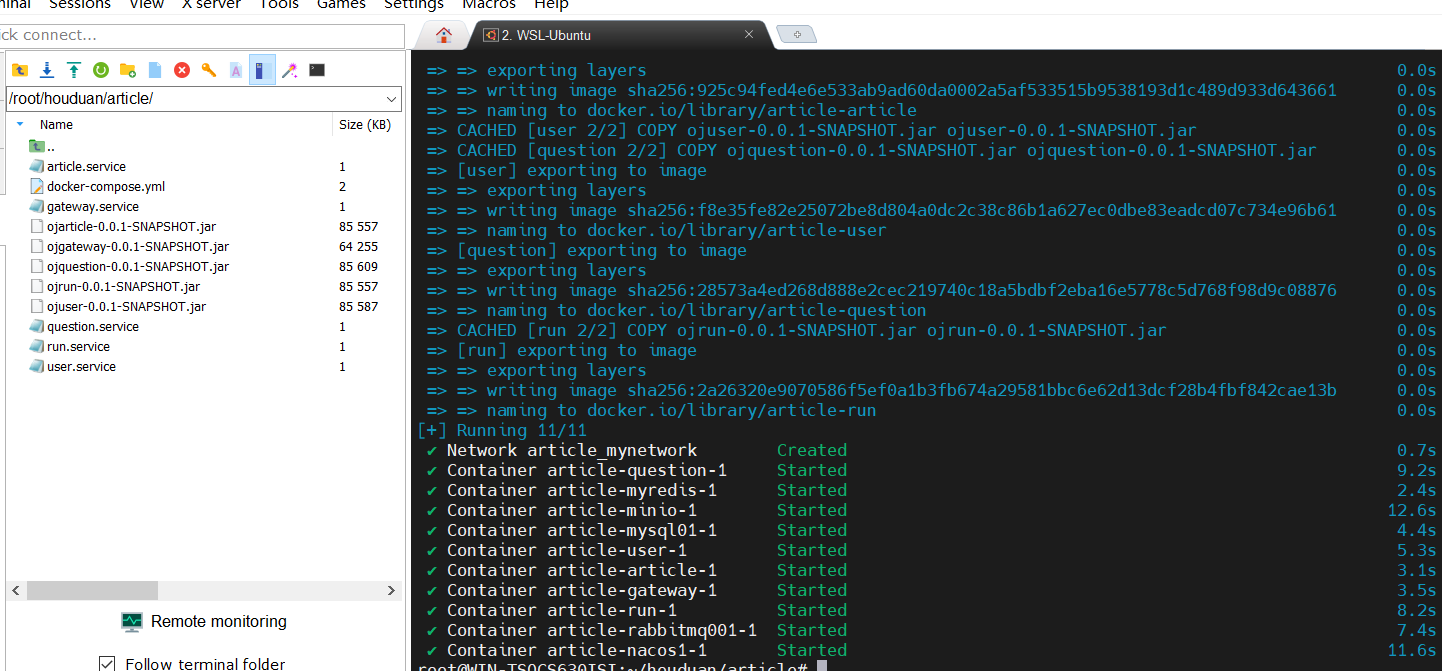 Sessions View X server Tools Games Settings Macros Help
ck connect...
2. WSL-Ubuntu
/root/houduan/article/
Name Size (KB)
..
article.service 1
docker-compose.yml 2
gateway.service 1
ojarticle-0.0.1-SNAPSHOT.jar 85 557
ojgateway-0.0.1-SNAPSHOT.jar 64 255
ojquestion-0.0.1-SNAPSHOT.jar 85 609
ojrun-0.0.1-SNAPSHOT.jar 85 557
ojuser-0.0.1-SNAPSHOT.jar 85 587
question.service 1
run.service 1
user.service 1
Remote monitoring
Follow terminal folder
=> => exporting layers 0.0s
=> => writing image sha256:925c94fed4e6e533ab9ad60da0002a5af533515b9538193d1c489d933d643661 0.0s
=> => naming to docker.io/library/article-article 0.0s
=> CACHED [user 2/2] COPY ojuser-0.0.1-SNAPSHOT.jar ojuser-0.0.1-SNAPSHOT.jar 0.0s
=> CACHED [question 2/2] COPY ojquestion-0.0.1-SNAPSHOT.jar ojquestion-0.0.1-SNAPSHOT.jar 0.0s
=> [user] exporting to image 0.0s
=> => exporting layers 0.0s
=> => writing image sha256:f8e35fe82e25072be8d804a0dc2c38c86b1a627ec0dbe83eadcd07c734e96b61 0.0s
=> => naming to docker.io/library/article-user 0.0s
=> [question] exporting to image 0.0s
=> => exporting layers 0.0s
=> => writing image sha256:28573a4ed268d888e2cec219740c18a5bdbf2eba16e5778c5d768f98d9c08876 0.0s
=> => naming to docker.io/library/article-question 0.0s
=> CACHED [run 2/2] COPY ojrun-0.0.1-SNAPSHOT.jar ojrun-0.0.1-SNAPSHOT.jar 0.0s
=> [run] exporting to image 0.0s
=> => exporting layers 0.0s
=> => writing image sha256:2a26320e9070586f5ef0a1b3fb674a29581bbc6e62d13dcf28b4fbf842cae13b 0.0s
=> => naming to docker.io/library/article-run 0.0s
[+] Running 11/11
✔ Network article_mynetwork Created 0.7s
✔ Container article-question-1 Started 9.2s
✔ Container article-myredis-1 Started 2.4s
✔ Container article-minio-1 Started 12.6s
✔ Container article-mysql01-1 Started 4.4s
✔ Container article-user-1 Started 5.3s
✔ Container article-article-1 Started 3.1s
✔ Container article-gateway-1 Started 3.5s
✔ Container article-run-1 Started 8.2s
✔ Container article-rabbitmq001-1 Started 7.4s
✔ Container article-nacos1-1 Started 11.6s